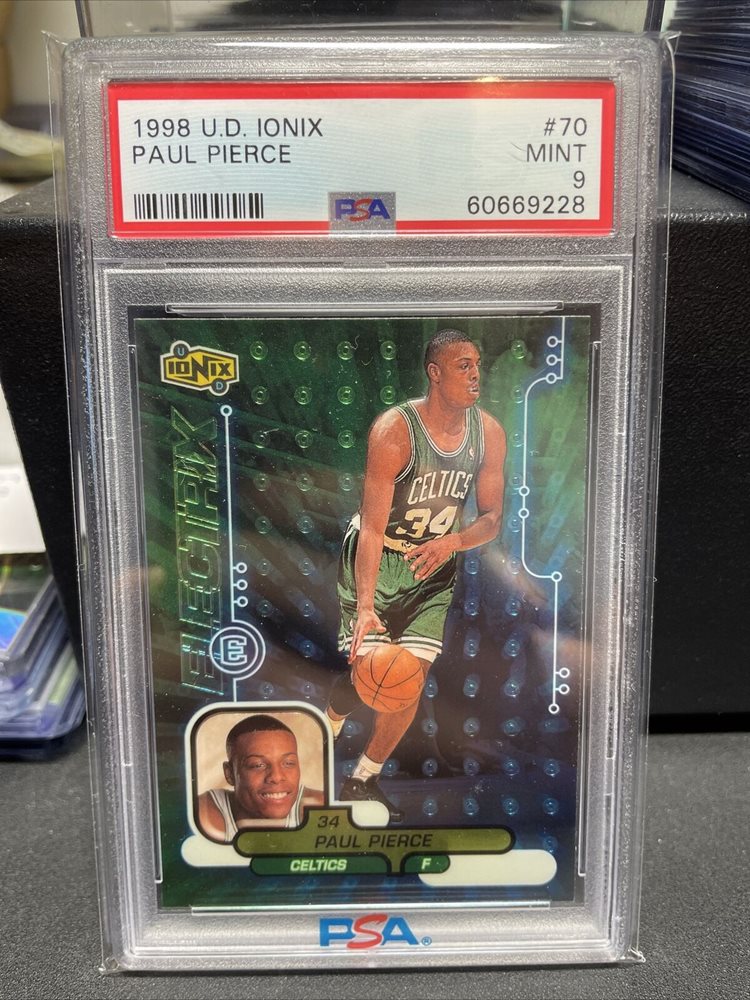 1998 U.D. IONIX #70
PAUL PIERCE MINT
9
PSA 60669228
U
IONIX
D
ELECTRIX
CELTICS
34
E
34
PAUL PIERCE
CELTICS F
PSA®